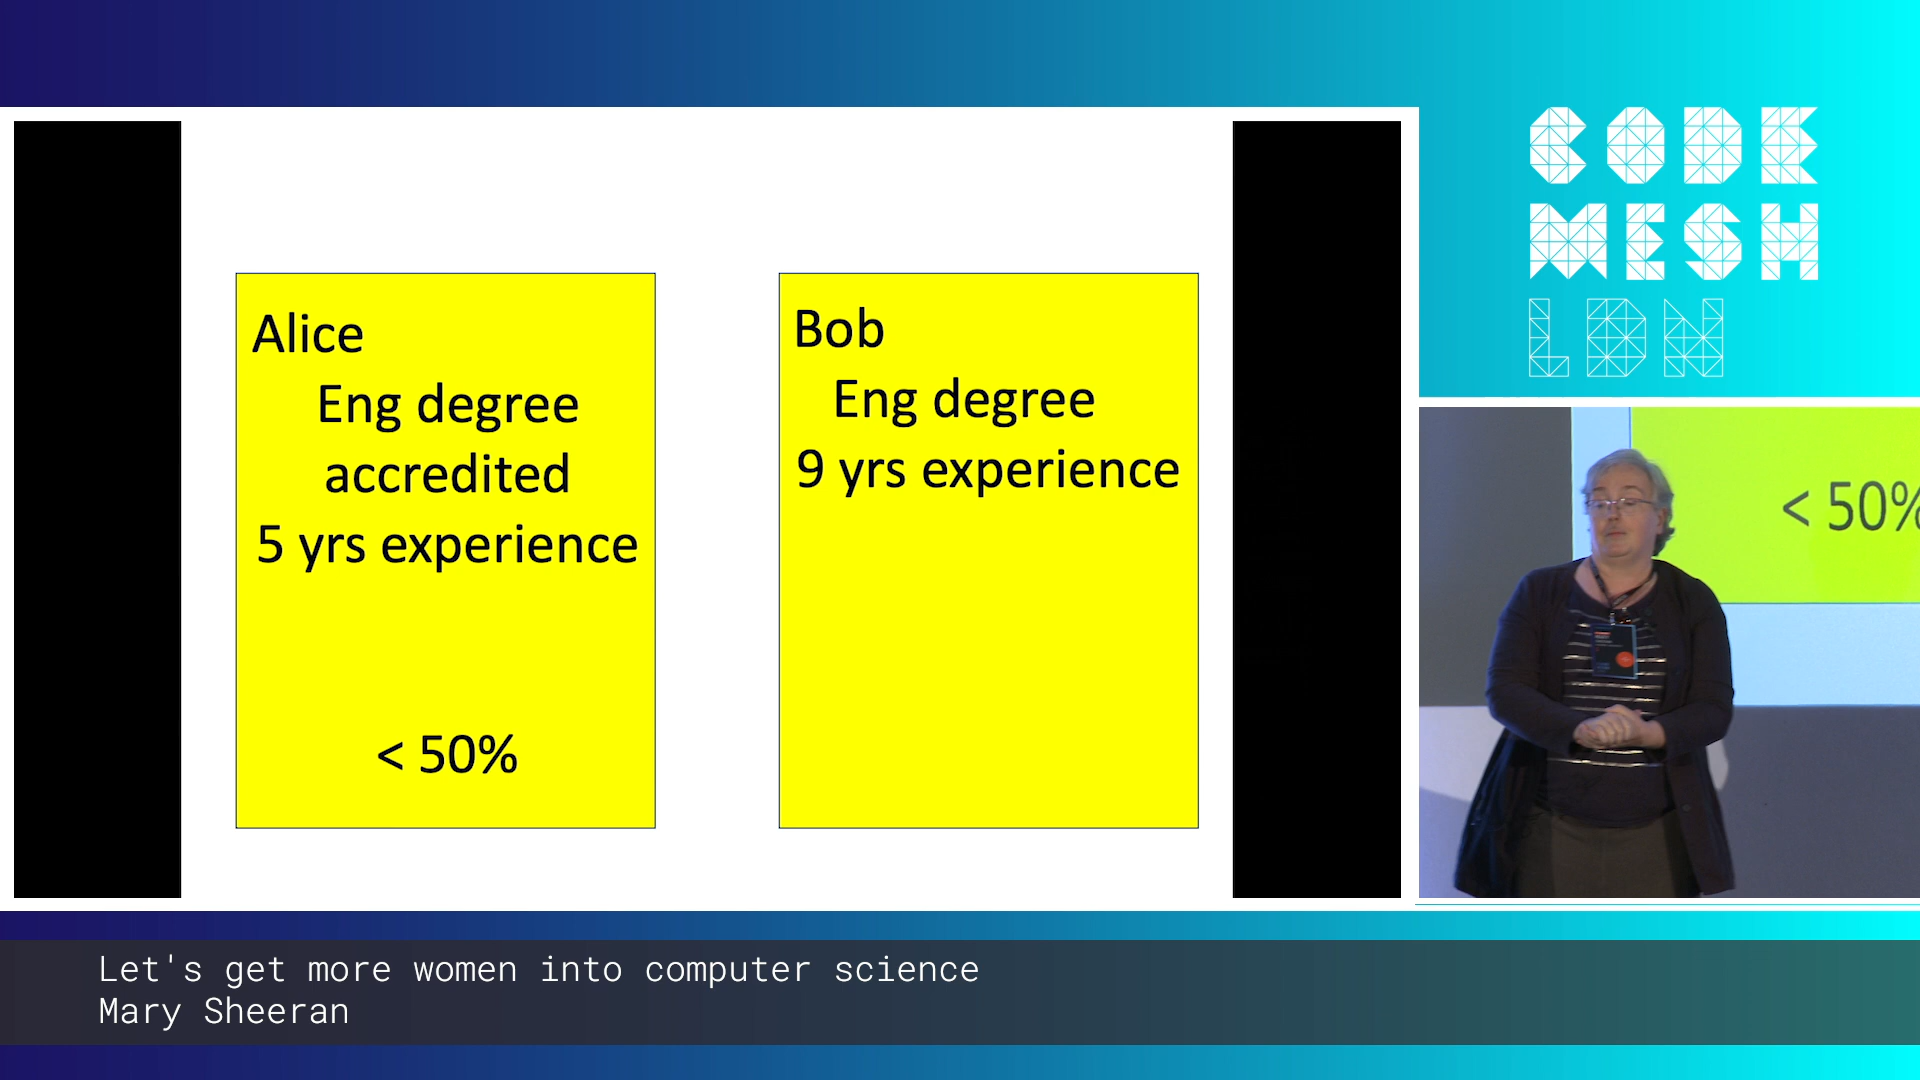 Alice
Eng degree
accredited
5 yrs experience
< 50%
Bob
Eng degree
9 yrs experience
CODE
MESH
LDN
< 50%
Let's get more women into computer science
Mary Sheeran